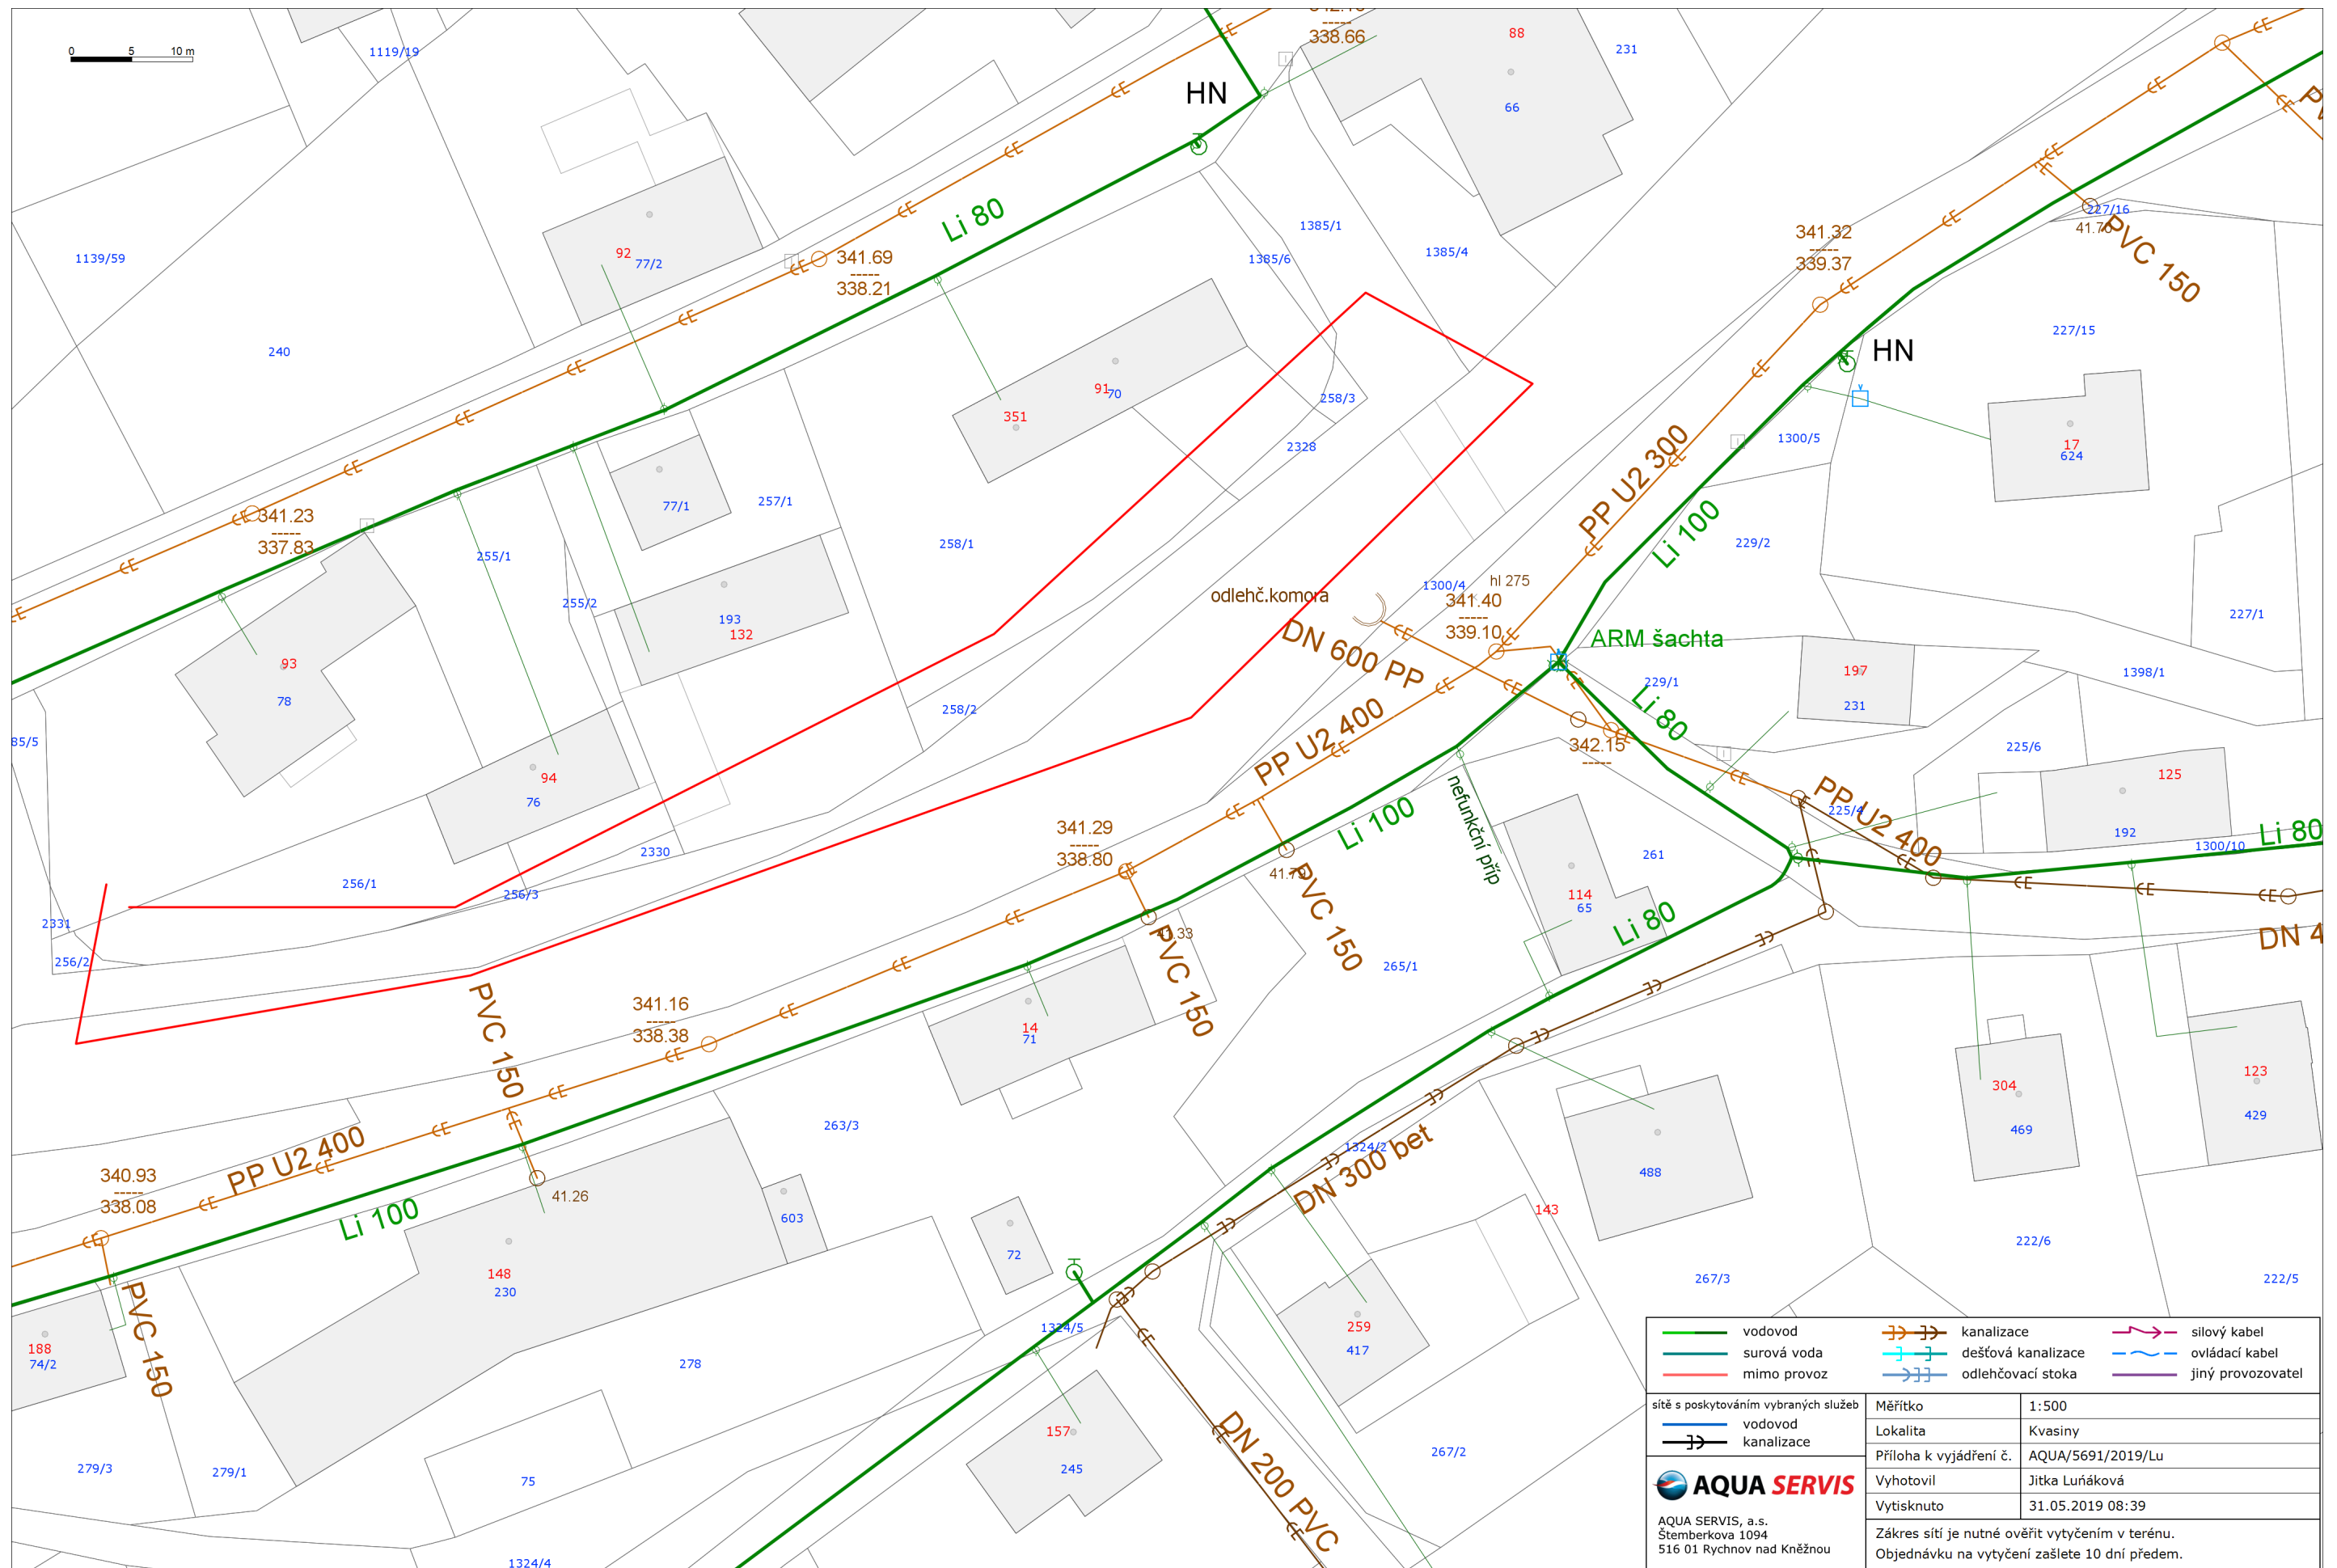 0 5 10 m
1119/19
338.66
88
231
66
HN
1139/59
92
77/2
Li 80
1385/1
1385/6
1385/4
341.69
-----
338.21
341.32
-----
339.37
227/16
PVC 150
240
227/15
HN
351
91
70
258/3
2328
1300/5
17
624
341.23
-----
337.83
77/1
257/1
255/1
258/1
PP U2 300
Li 100
229/2
255/2
193
132
odlehč.komora
1300/4
hl 275
341.40
-----
339.10
227/1
ARM šachta
DN 600 PP
93
78
229/1
197
231
1398/1
258/2
Li 80
PP U2 400
342.15
-----
225/6
94
76
125
PP U2 400
225/4
192
Li 80
1300/10
nefunkční příp
Li 100
341.29
-----
338.80
2330
256/1
256/3
261
114
65
PVC 150
2331
256/2
41.33
PVC 150
265/1
Li 80
DN 4
PVC 150
341.16
-----
338.38
14
71
304
469
123
429
263/3
1324/2
DN 300 bet
488
143
340.93
-----
338.08
PP U2 400
Li 100
41.26
603
72
222/6
148
230
267/3
222/5
188
74/2
PVC 150
1324/5
259
417
278
157
245
267/2
279/3
279/1
75
DN 200 PVC
1324/4
vodovod
surová voda
mimo provoz
kanalizace
dešťová kanalizace
odlehčovací stoka
silový kabel
ovládací kabel
jiný provozovatel
sítě s poskytováním vybraných služeb
vodovod
kanalizace
Měřítko 1:500
Lokalita Kvasiny
Příloha k vyjádření č. AQUA/5691/2019/Lu
Vyhotovil Jitka Luňáková
Vytisknuto 31.05.2019 08:39
AQUA SERVIS
AQUA SERVIS, a.s.
Štemberkova 1094
516 01 Rychnov nad Kněžnou
Zákres sítí je nutné ověřit vytyčením v terénu.
Objednávku na vytyčení zašlete 10 dní předem.